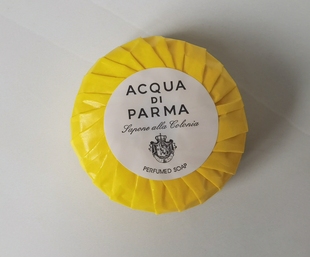 ACQUA
DI
PARMA
Sapone alla Colonia
PERFUMED SOAP